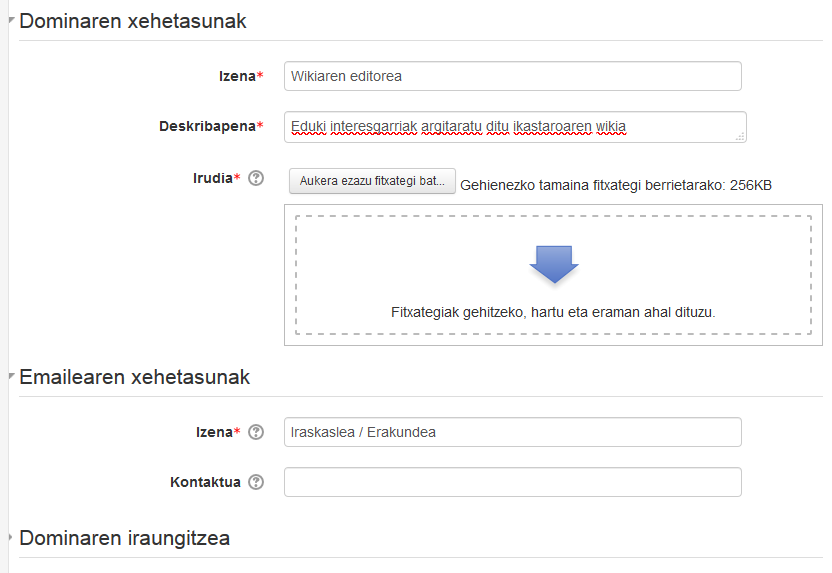 Dominaren xehetasunak
Izena*
Wikiaren editorea
Deskribapena*
Eduki interesgarriak argitaratu ditu ikastaroaren wikia
Irudia*
Aukera ezazu fitxategi bat...
Gehienezko tamaina fitxategi berrietarako: 256KB
Fitxategiak gehitzeko, hartu eta eraman ahal dituzu.
Emailearen xehetasunak
Izena*
Iraskaslea / Erakundea
Kontaktua
Dominaren iraungitzea